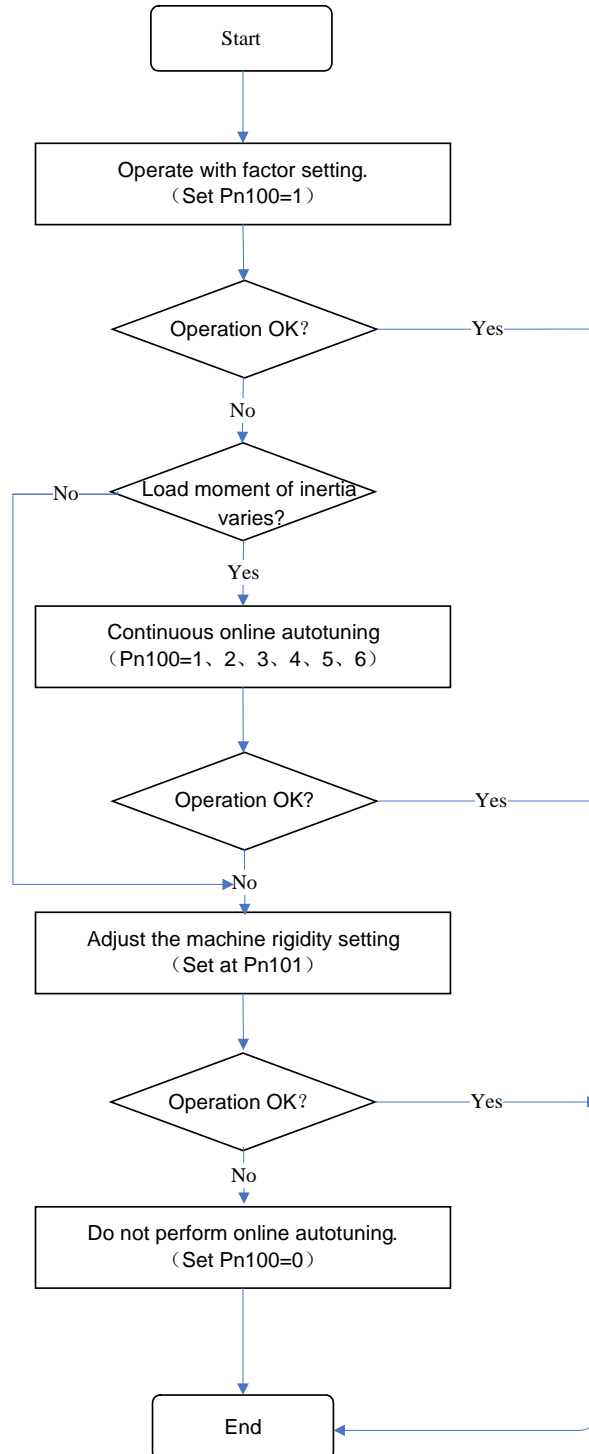 Start
Operate with factor setting.
（Set Pn100=1）
Operation OK？
Yes
No
Load moment of inertia
varies?
No
Yes
Continuous online autotuning
（Pn100=1、2、3、4、5、6）
Operation OK?
Yes
No
Adjust the machine rigidity setting
（Set at Pn101）
Operation OK？
Yes
No
Do not perform online autotuning.
（Set Pn100=0）
End